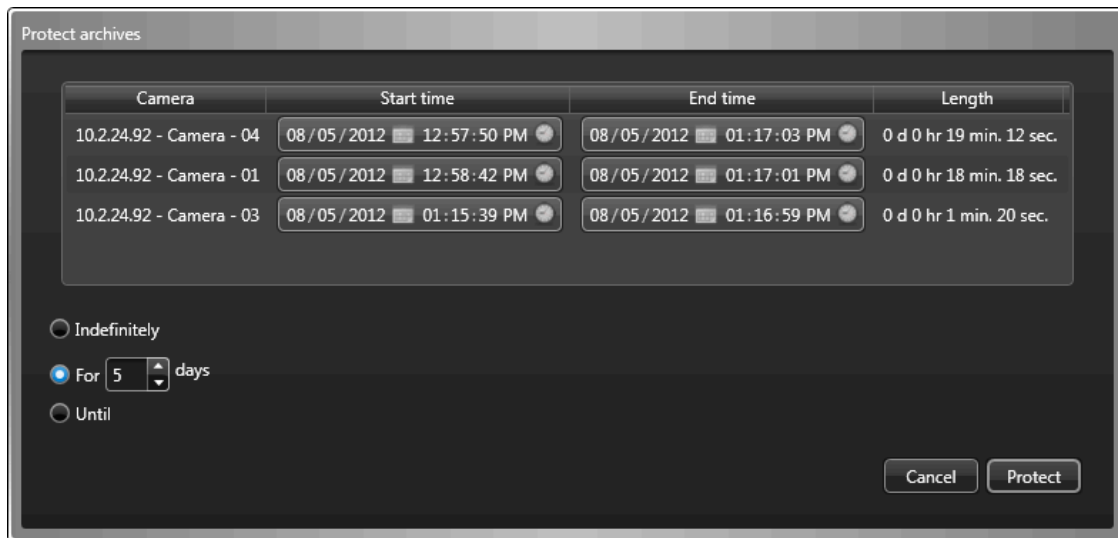 Protect archives
Camera Start time End time Length
10.2.24.92 - Camera - 04 08/05/2012 12:57:50 PM 08/05/2012 01:17:03 PM 0 d 0 hr 19 min. 12 sec.
10.2.24.92 - Camera - 01 08/05/2012 12:58:42 PM 08/05/2012 01:17:01 PM 0 d 0 hr 18 min. 18 sec.
10.2.24.92 - Camera - 03 08/05/2012 01:15:39 PM 08/05/2012 01:16:59 PM 0 d 0 hr 1 min. 20 sec.
Indefinitely
For 5 days
Until
Cancel Protect